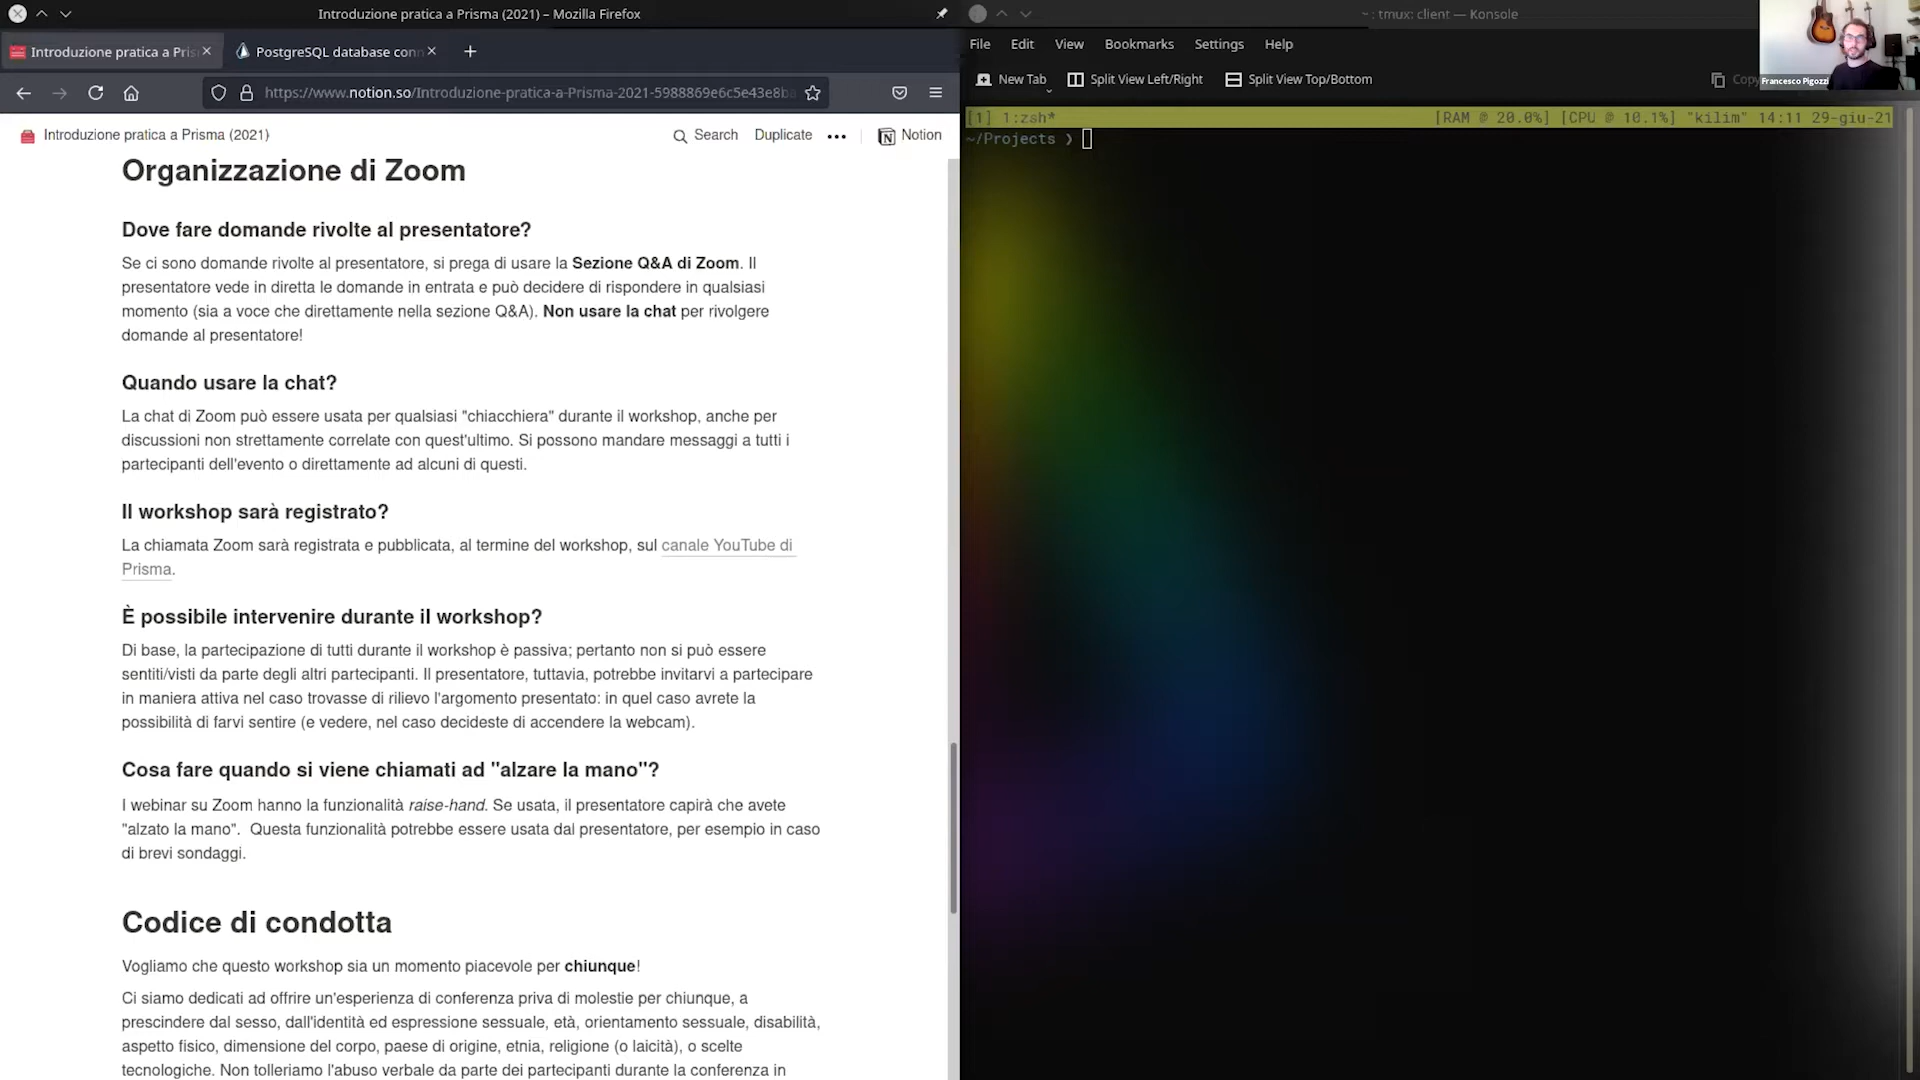 Introduzione pratica a Prisma (2021) – Mozilla Firefox
Introduzione pratica a Pris
PostgreSQL database conn
https://www.notion.so/Introduzione-pratica-a-Prisma-2021-5988869e6c5e43e8ba
Introduzione pratica a Prisma (2021)
Search
Duplicate
Notion
Organizzazione di Zoom
Dove fare domande rivolte al presentatore?
Se ci sono domande rivolte al presentatore, si prega di usare la Sezione Q&A di Zoom. Il
presentatore vede in diretta le domande in entrata e può decidere di rispondere in qualsiasi
momento (sia a voce che direttamente nella sezione Q&A). Non usare la chat per rivolgere
domande al presentatore!
Quando usare la chat?
La chat di Zoom può essere usata per qualsiasi "chiacchiera" durante il workshop, anche per
discussioni non strettamente correlate con quest'ultimo. Si possono mandare messaggi a tutti i
partecipanti dell'evento o direttamente ad alcuni di questi.
Il workshop sarà registrato?
La chiamata Zoom sarà registrata e pubblicata, al termine del workshop, sul canale YouTube di
Prisma.
È possibile intervenire durante il workshop?
Di base, la partecipazione di tutti durante il workshop è passiva; pertanto non si può essere
sentiti/visti da parte degli altri partecipanti. Il presentatore, tuttavia, potrebbe invitarvi a partecipare
in maniera attiva nel caso trovasse di rilievo l'argomento presentato: in quel caso avrete la
possibilità di farvi sentire (e vedere, nel caso decideste di accendere la webcam).
Cosa fare quando si viene chiamati ad "alzare la mano"?
I webinar su Zoom hanno la funzionalità raise-hand. Se usata, il presentatore capirà che avete
"alzato la mano".  Questa funzionalità potrebbe essere usata dal presentatore, per esempio in caso
di brevi sondaggi.
Codice di condotta
Vogliamo che questo workshop sia un momento piacevole per chiunque!
Ci siamo dedicati ad offrire un'esperienza di conferenza priva di molestie per chiunque, a
prescindere dal sesso, dall'identità ed espressione sessuale, età, orientamento sessuale, disabilità,
aspetto fisico, dimensione del corpo, paese di origine, etnia, religione (o laicità), o scelte
tecnologiche. Non tolleriamo l'abuso verbale da parte dei partecipanti durante la conferenza in
~ : tmux: client — Konsole
File Edit View Bookmarks Settings Help
New Tab Split View Left/Right Split View Top/Bottom Copy
Francesco Pigozzi
[1] 1:zsh* [RAM @ 20.0%] [CPU @ 10.1%] "kilim" 14:11 29-giu-21
~/Projects ❯